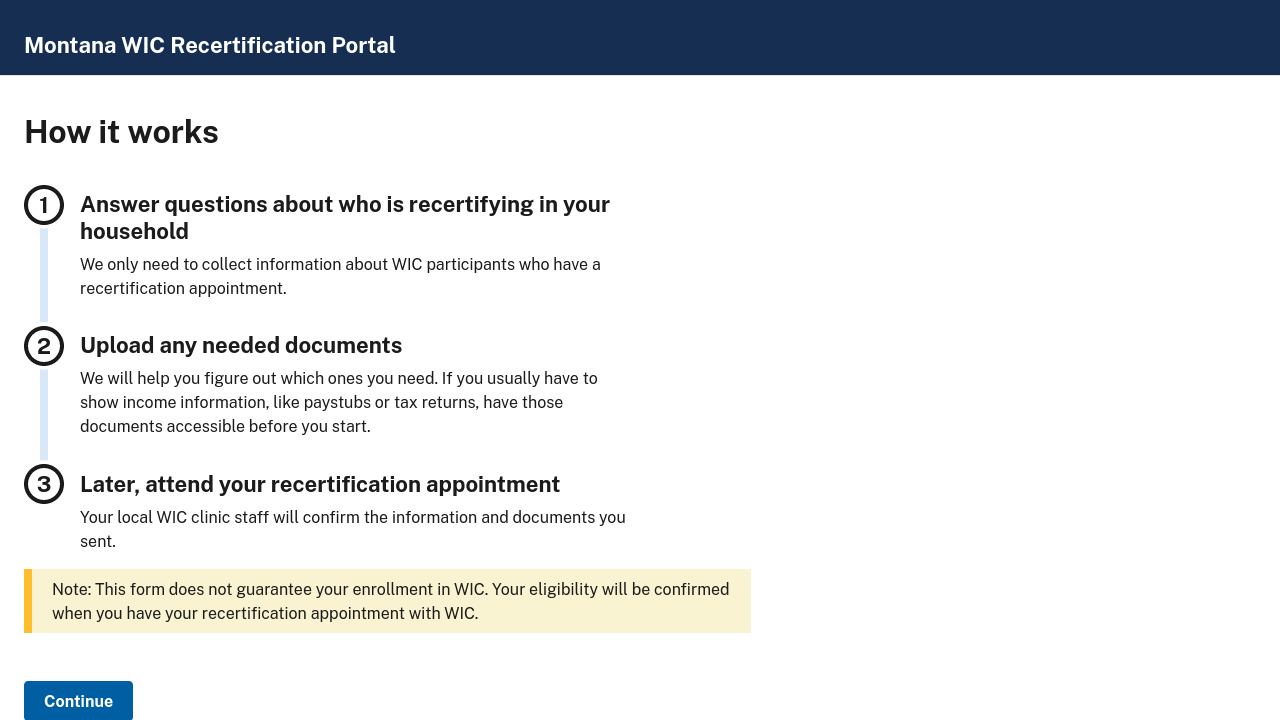 Montana WIC Recertification Portal
How it works
1
Answer questions about who is recertifying in your
household
We only need to collect information about WIC participants who have a
recertification appointment.
2
Upload any needed documents
We will help you figure out which ones you need. If you usually have to
show income information, like paystubs or tax returns, have those
documents accessible before you start.
3
Later, attend your recertification appointment
Your local WIC clinic staff will confirm the information and documents you
sent.
Note: This form does not guarantee your enrollment in WIC. Your eligibility will be confirmed
when you have your recertification appointment with WIC.
Continue